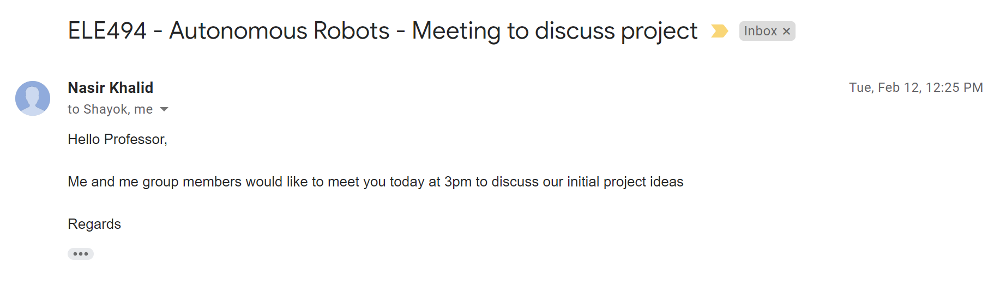 ELE494 - Autonomous Robots - Meeting to discuss project Inbox ×
Nasir Khalid Tue, Feb 12, 12:25 PM
to Shayok, me
Hello Professor,
Me and me group members would like to meet you today at 3pm to discuss our initial project ideas
Regards